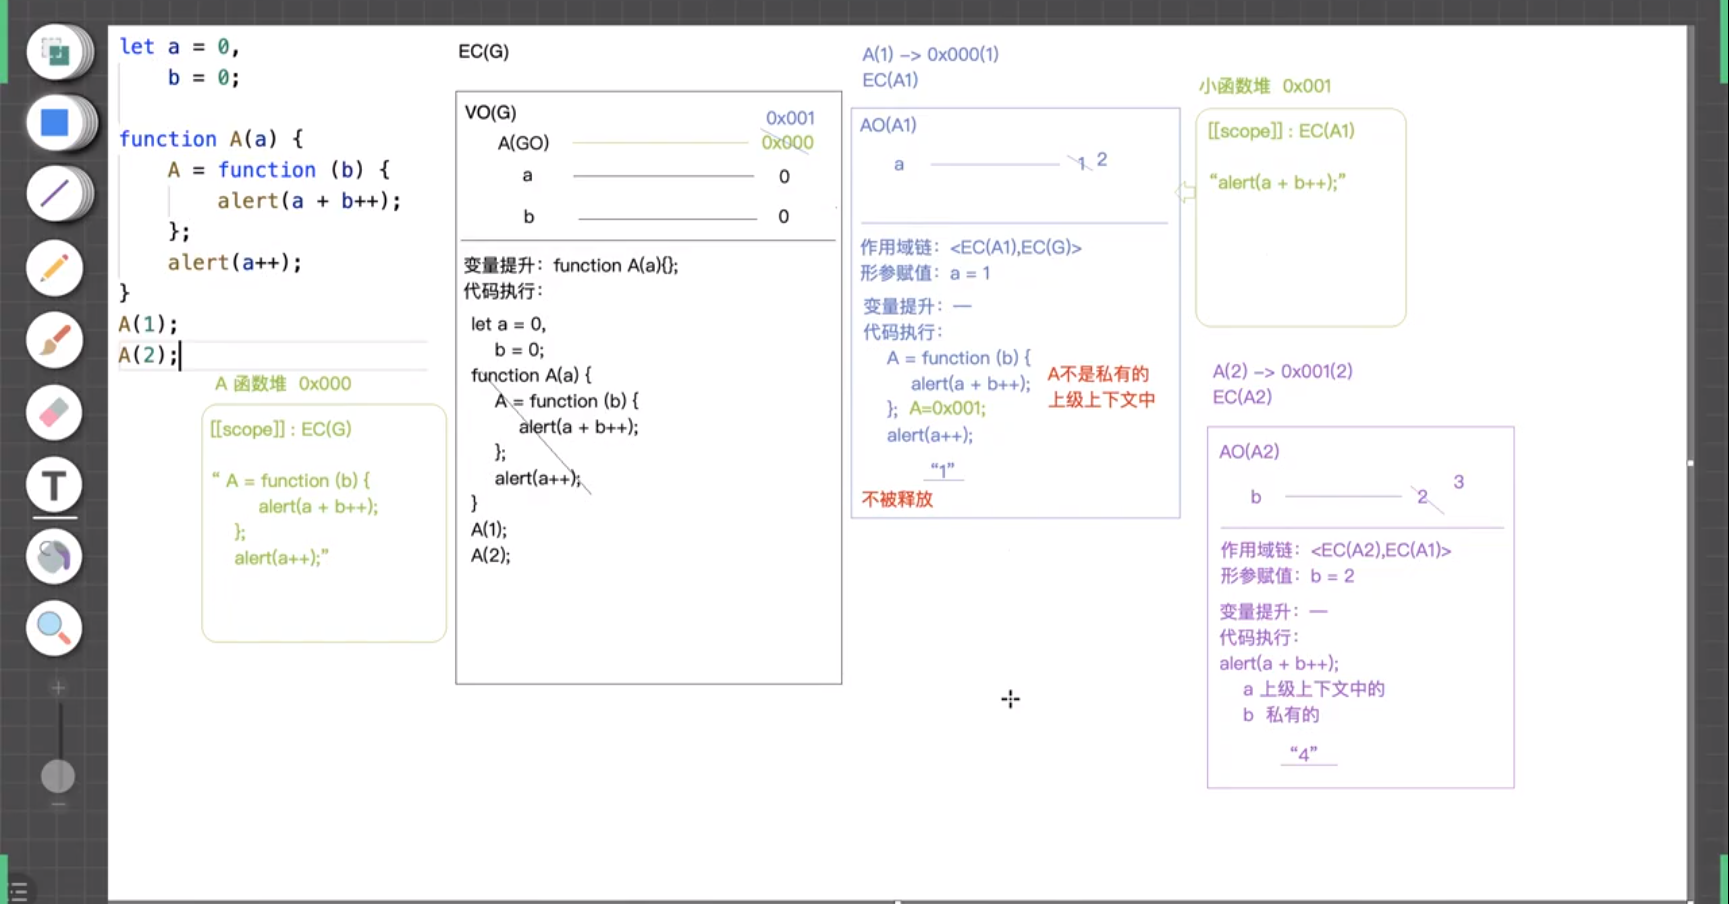 let a = 0,
b = 0;
function A(a) {
A = function (b) {
alert(a + b++);
};
alert(a++);
}
A(1);
A(2);
A 函数堆 0x000
[[scope]] : EC(G)
“ A = function (b) {
alert(a + b++);
};
alert(a++);”
EC(G)
VO(G)
0x001
A(GO) 0x000
a 0
b 0
变量提升：function A(a){};
代码执行：
let a = 0,
b = 0;
function A(a) {
A = function (b) {
alert(a + b++);
};
alert(a++);
}
A(1);
A(2);
A(1) -> 0x000(1)
EC(A1)
AO(A1)
a 1 2
作用域链：<EC(A1),EC(G)>
形参赋值：a = 1
变量提升：—
代码执行：
A = function (b) {
alert(a + b++);
}; A=0x001;
alert(a++);
“1”
不被释放
A不是私有的
上级上下文中
小函数堆 0x001
[[scope]] : EC(A1)
“alert(a + b++);”
A(2) -> 0x001(2)
EC(A2)
AO(A2)
b 2 3
作用域链：<EC(A2),EC(A1)>
形参赋值：b = 2
变量提升：—
代码执行：
alert(a + b++);
a 上级上下文中的
b 私有的
“4”
T